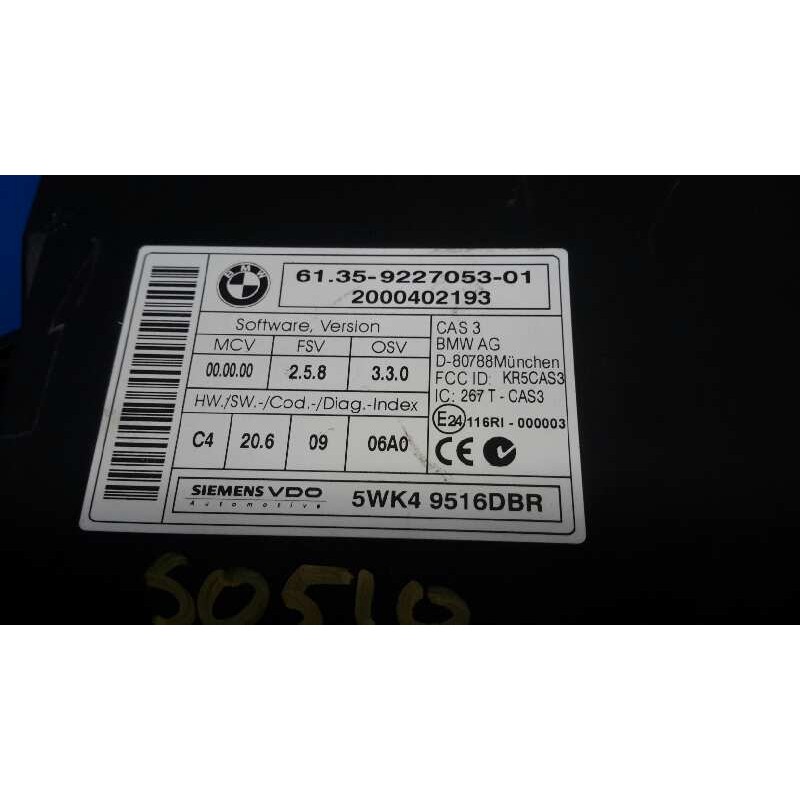 BMW
61.35-9227053-01
2000402193
Software, Version
MCV FSV OSV
00.00.00 2.5.8 3.3.0
HW./SW.-/Cod.-/Diag.-Index
C4 20.6 09 06A0
CAS 3
BMW AG
D-80788München
FCC ID: KR5CAS3
IC: 267 T - CAS3
E24 116RI - 000003
CE
SIEMENS VDO
Automotive
5WK4 9516DBR
S0510